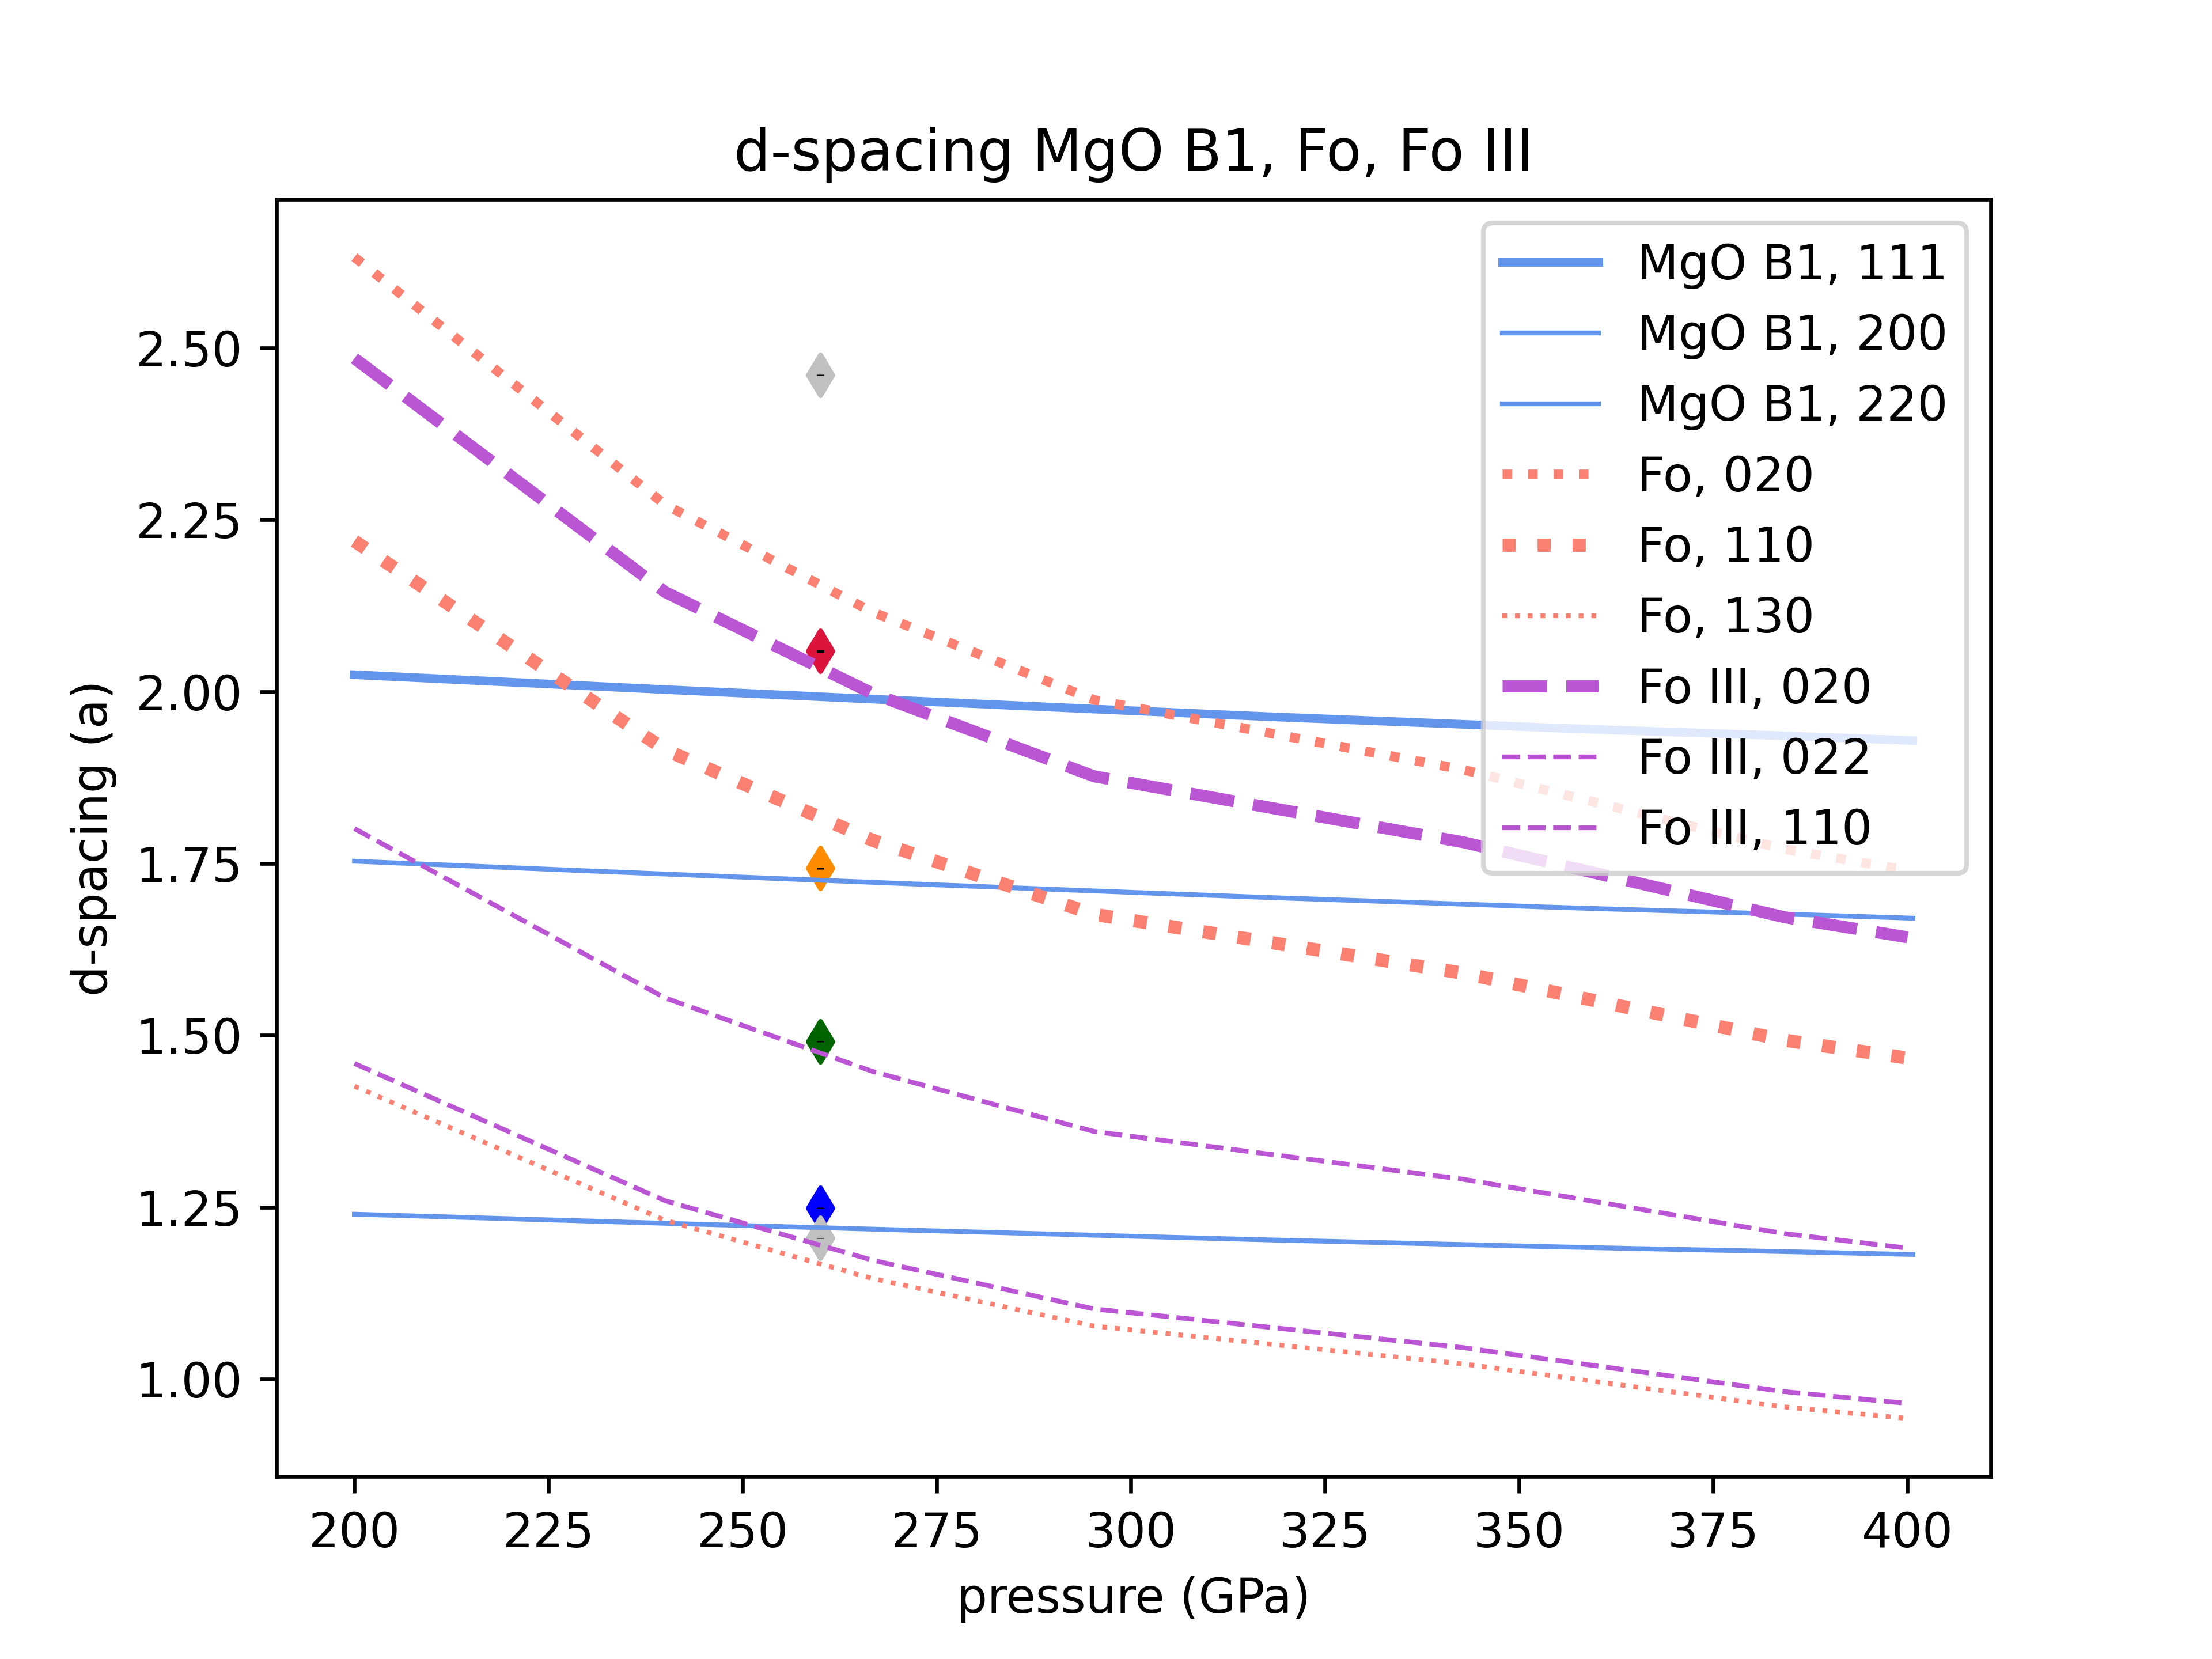 d-spacing MgO B1, Fo, Fo III
MgO B1, 111
MgO B1, 200
MgO B1, 220
Fo, 020
Fo, 110
Fo, 130
Fo III, 020
Fo III, 022
Fo III, 110
d-spacing (a)
2.50
2.25
2.00
1.75
1.50
1.25
1.00
200 225 250 275 300 325 350 375 400
pressure (GPa)